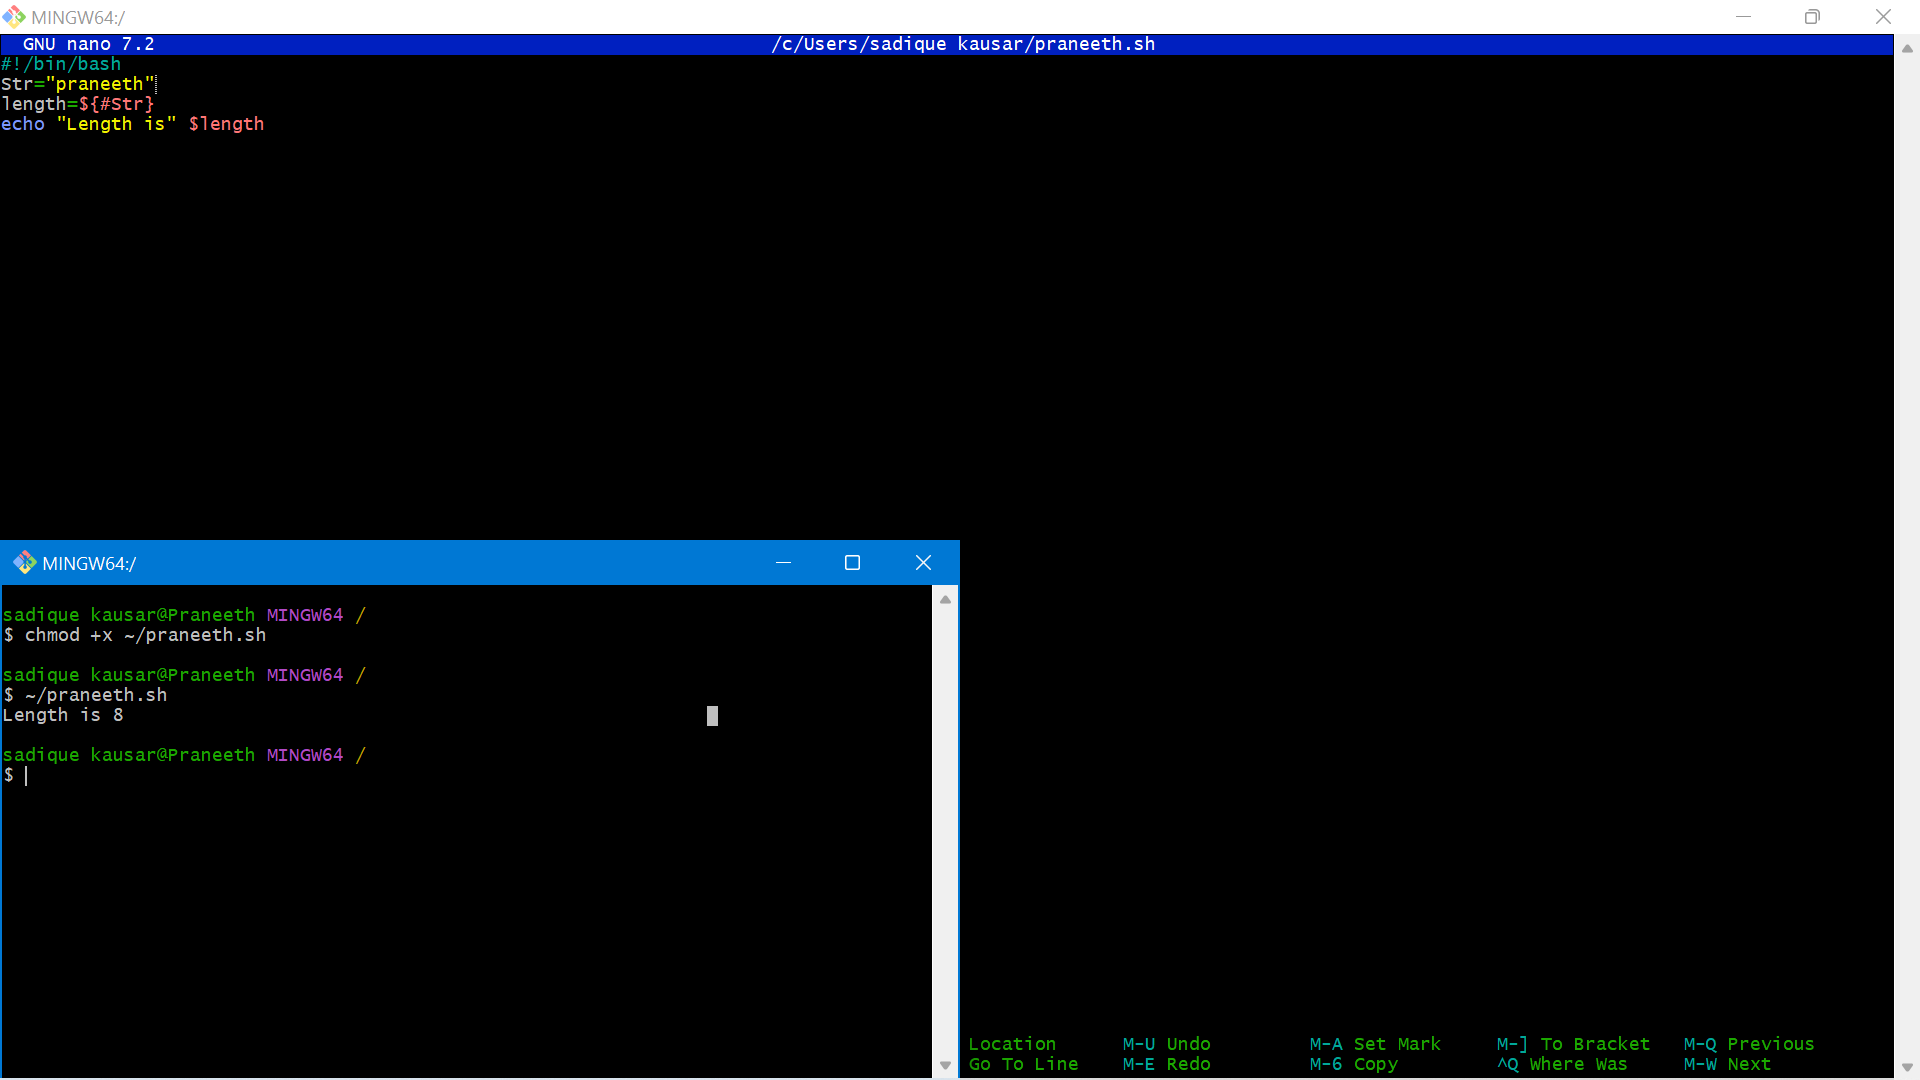 MINGW64:/
GNU nano 7.2 /c/Users/sadique kausar/praneeth.sh
#!/bin/bash
Str="praneeth"
length=${#Str}
echo "Length is" $length
MINGW64:/
sadique kausar@Praneeth MINGW64 /
$ chmod +x ~/praneeth.sh
sadique kausar@Praneeth MINGW64 /
$ ~/praneeth.sh
Length is 8
sadique kausar@Praneeth MINGW64 /
$
Location M-U Undo M-A Set Mark M-] To Bracket M-Q Previous
Go To Line M-E Redo M-6 Copy ^Q Where Was M-W Next